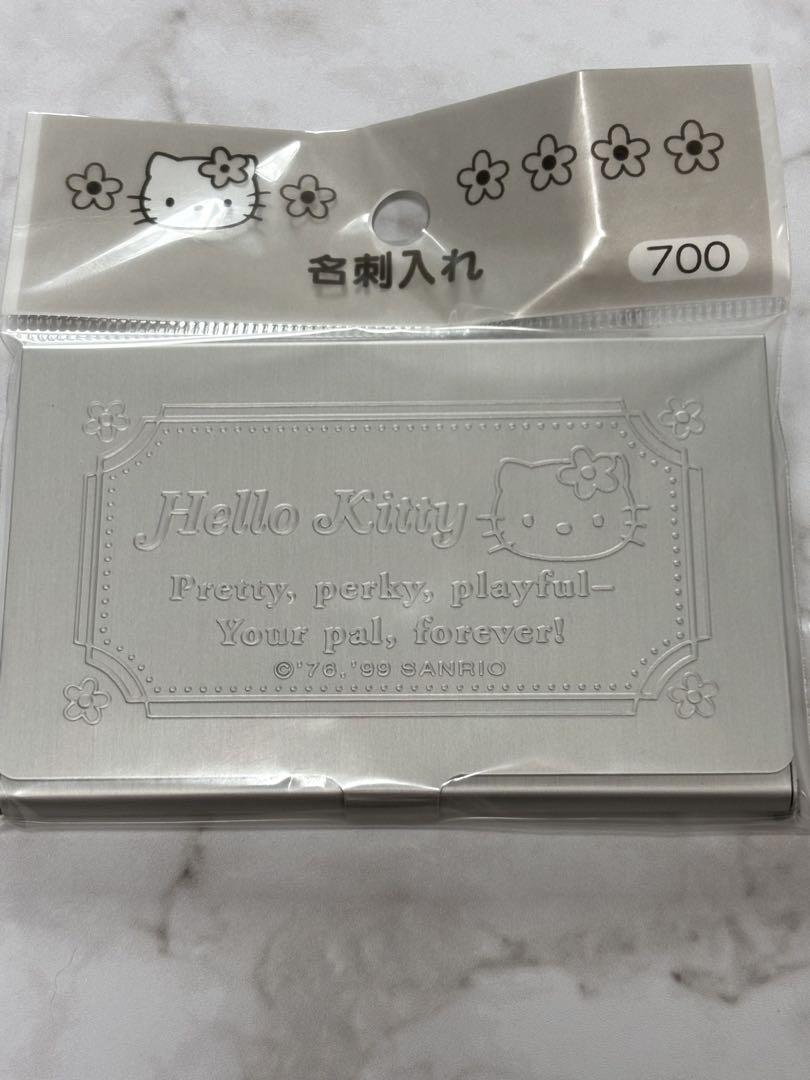 名刺入れ
700
Hello Kitty
Pretty, perky, playful–
Your pal, forever!
©'76,'99 SANRIO